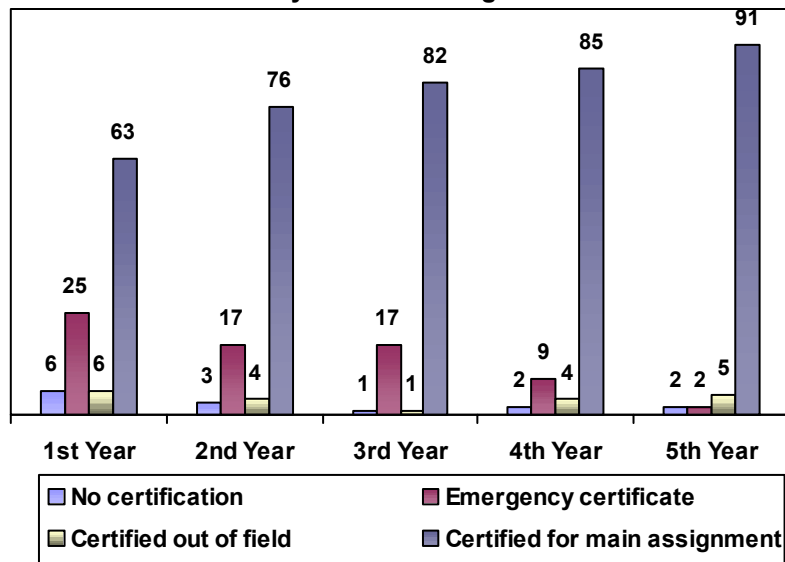 63
76
82
85
91
25
17
17
9
6
6
3
4
1
1
2
4
2
2
5
1st Year
2nd Year
3rd Year
4th Year
5th Year
No certification
Emergency certificate
Certified out of field
Certified for main assignment